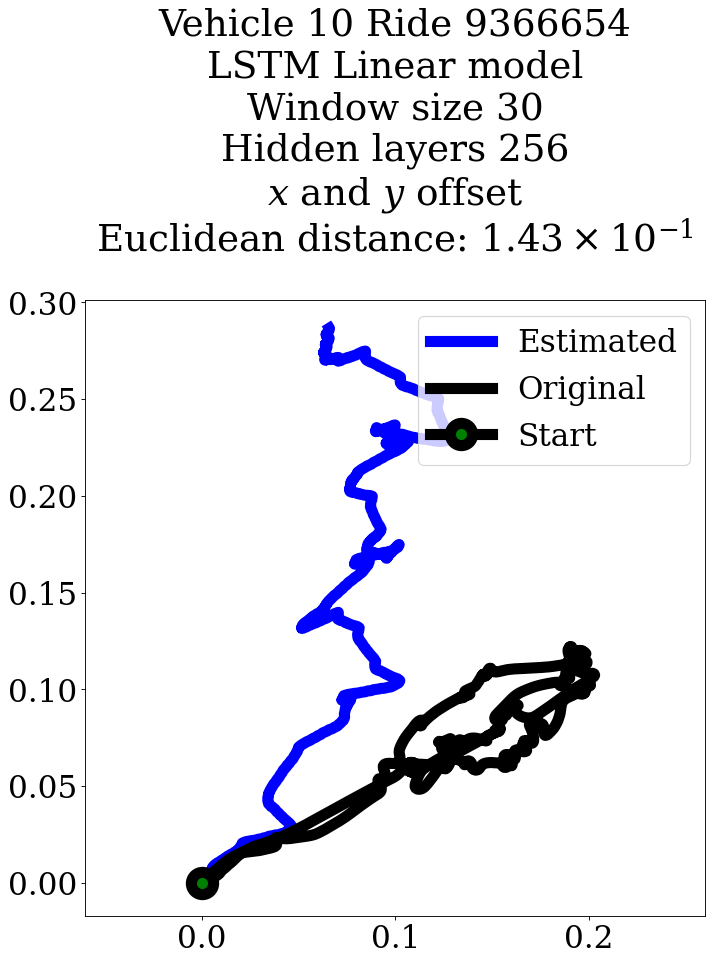 Vehicle 10 Ride 9366654
LSTM Linear model
Window size 30
Hidden layers 256
x and y offset
Euclidean distance: 1.43 × 10⁻¹
0.30
Estimated
Original
Start
0.25
0.20
0.15
0.10
0.05
0.00
0.0 0.1 0.2